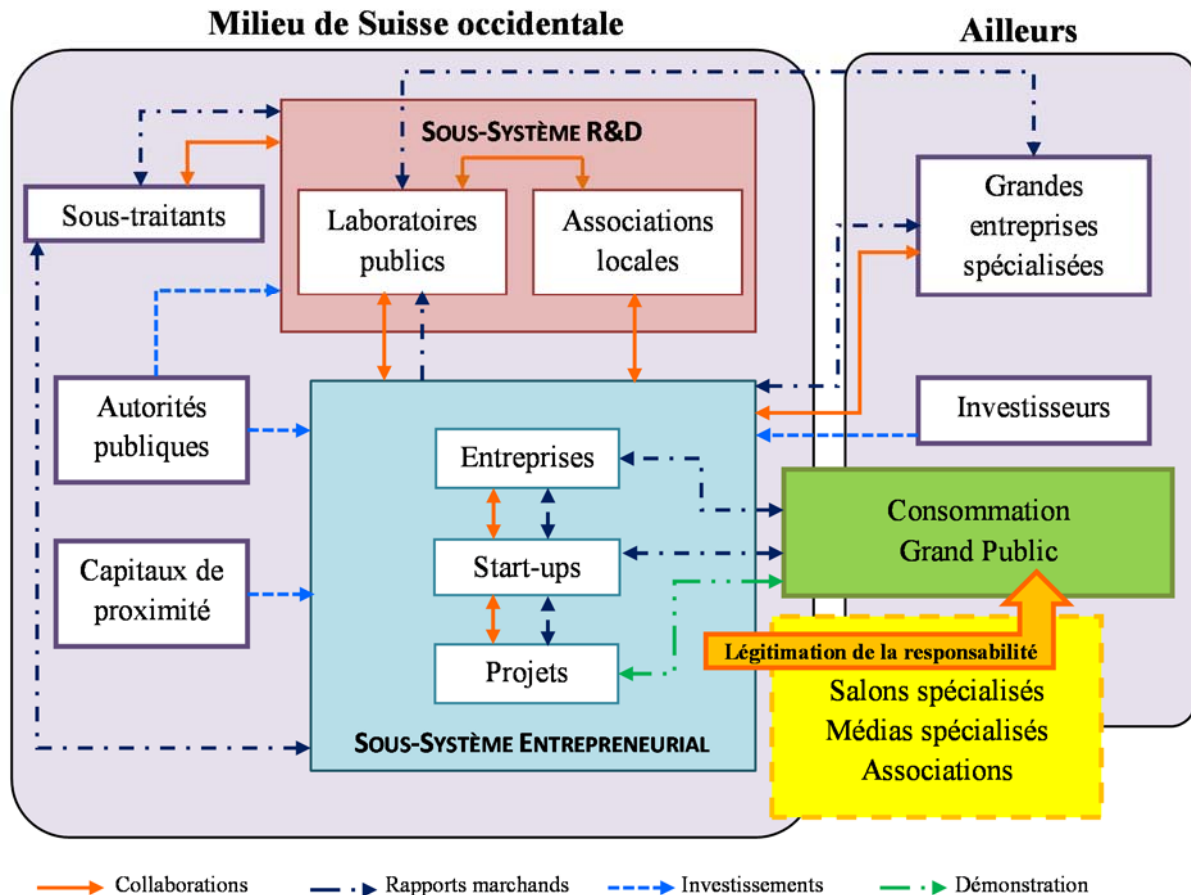 Milieu de Suisse occidentale
Ailleurs
SOUS-SYSTÈME R&D
Sous-traitants
Laboratoires
publics
Associations
locales
Grandes
entreprises
spécialisées
Autorités
publiques
Investisseurs
Entreprises
Consommation
Grand Public
Capitaux de
proximité
Start-ups
Projets
Légitimation de la responsabilité
Salons spécialisés
Médias spécialisés
Associations
SOUS-SYSTÈME ENTREPRENEURIAL
Collaborations
Rapports marchands
Investissements
Démonstration